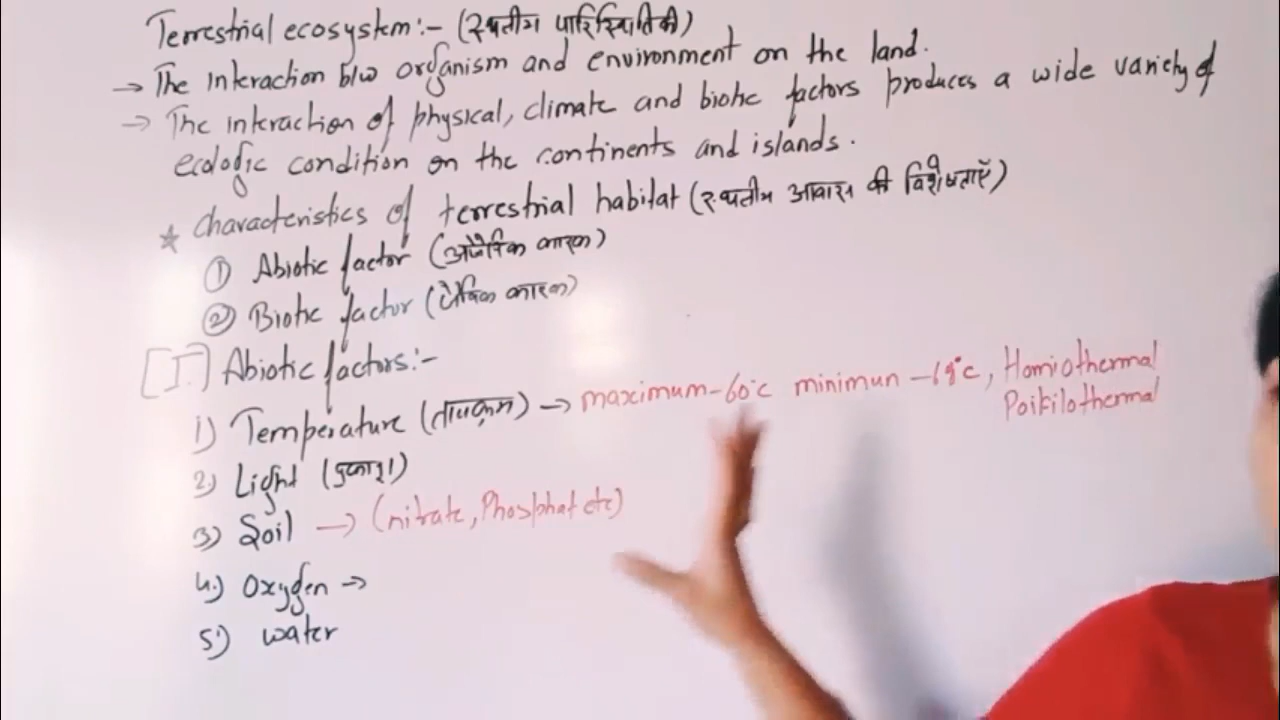 Terrestrial ecosystem:- (स्थलीय पारिस्थितिकी)
→ The interaction b/w organism and environment on the land.
→ The interaction of physical, climate and biotic factors produces a wide variety of
ecologic condition on the continents and islands.
☆ characteristics of terrestrial habitat (स्थलीय आवास की विशेषताएँ)
① Abiotic factor (अजैविक कारक)
② Biotic factor (जैविक कारक)
[I.] Abiotic factors:-
1) Temperature (तापक्रम) → maximum-60°c minimun -
, Homiothermal
Poikilothermal
2) Light (प्रकाश)
3) Soil → (nitrate, Phosphat etc)
4.) Oxygen →
5.) water